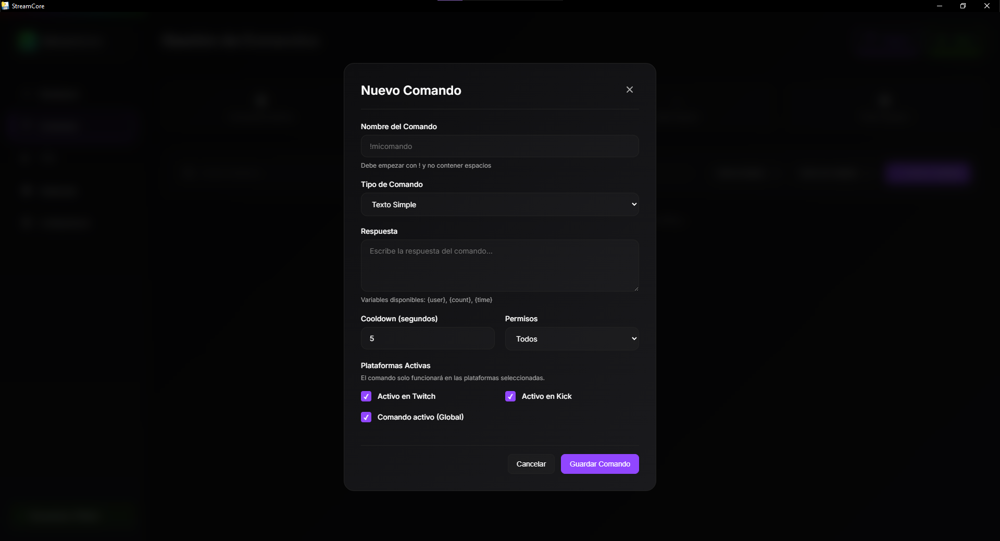 StreamCore
Nuevo Comando
Nombre del Comando
!micomando
Debe empezar con ! y no contener espacios
Tipo de Comando
Texto Simple
Respuesta
Escribe la respuesta del comando...
Variables disponibles: {user}, {count}, {time}
Cooldown (segundos)
Permisos
5
Todos
Plataformas Activas
El comando solo funcionará en las plataformas seleccionadas.
Activo en Twitch
Activo en Kick
Comando activo (Global)
Cancelar
Guardar Comando